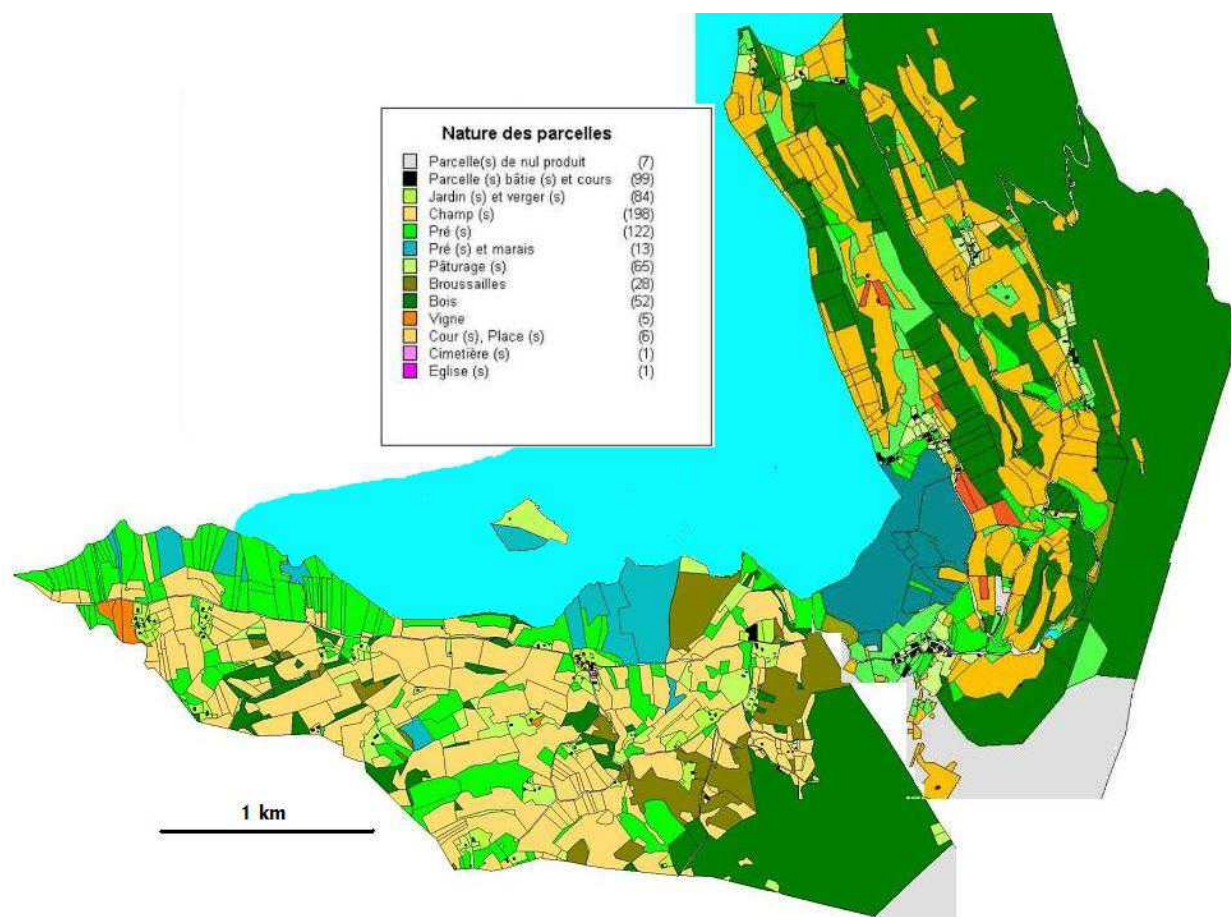 Nature des parcelles
Parcelle(s) de nul produit (7)
Parcelle (s) bâtie (s) et cours (99)
Jardin (s) et verger (s) (84)
Champ (s) (198)
Pré (s) (122)
Pré (s) et marais (13)
Pâturage (s) (65)
Broussailles (28)
Bois (52)
Vigne (5)
Cour (s), Place (s) (6)
Cimetière (s) (1)
Eglise (s) (1)
1 km